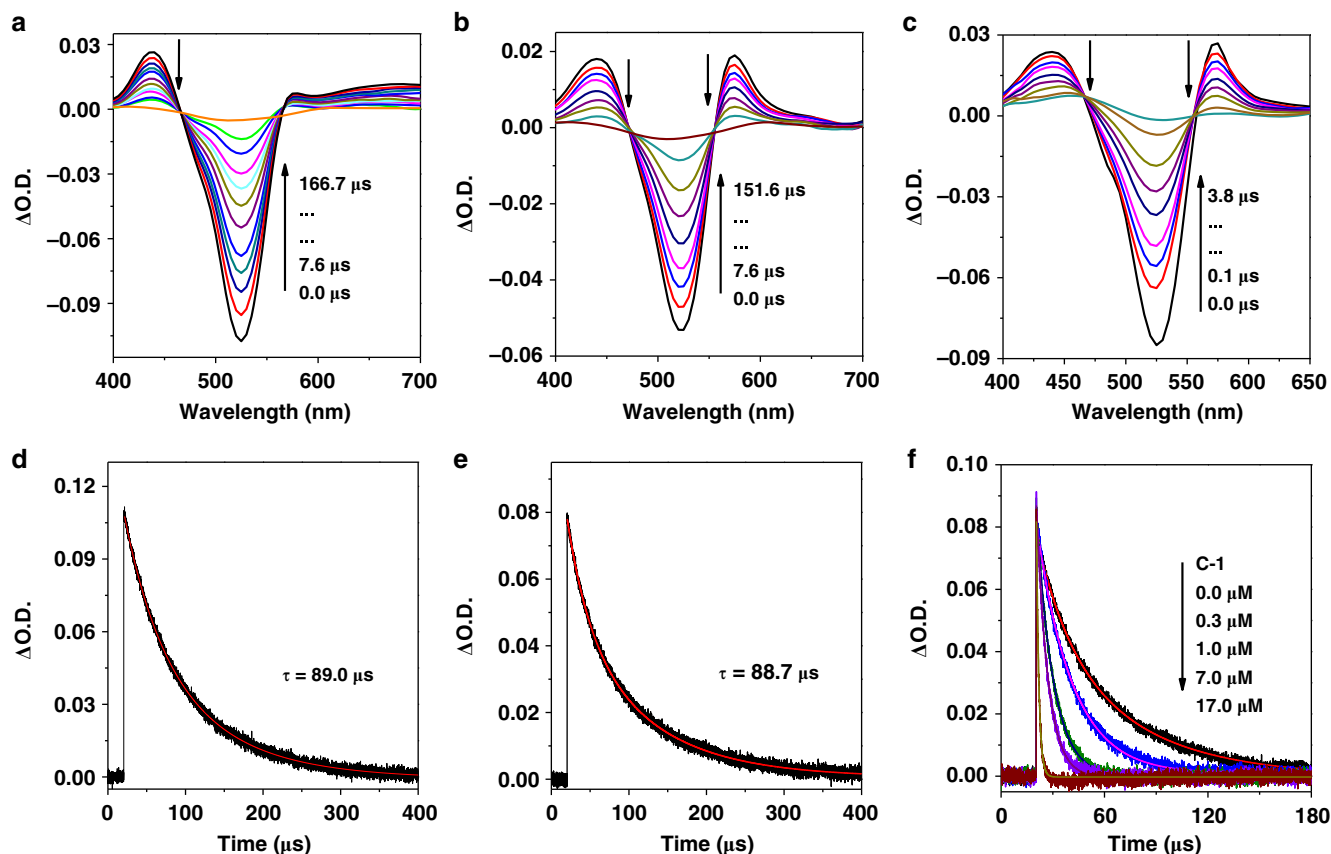 a
0.03
0.00
–0.03
–0.06
–0.09
ΔO.D.
166.7 μs
...
...
7.6 μs
0.0 μs
400
500
600
700
Wavelength (nm)
b
0.02
0.00
–0.02
–0.04
–0.06
ΔO.D.
151.6 μs
...
...
7.6 μs
0.0 μs
400
500
600
700
Wavelength (nm)
c
0.03
0.00
–0.03
–0.06
–0.09
ΔO.D.
3.8 μs
...
...
0.1 μs
0.0 μs
400
450
500
550
600
650
Wavelength (nm)
d
0.12
0.09
0.06
0.03
0.00
ΔO.D.
τ = 89.0 μs
0
100
200
300
400
Time (μs)
e
0.08
0.06
0.04
0.02
0.00
ΔO.D.
τ = 88.7 μs
0
100
200
300
400
Time (μs)
f
0.10
0.08
0.06
0.04
0.02
0.00
ΔO.D.
C-1
0.0 μM
0.3 μM
1.0 μM
7.0 μM
17.0 μM
0
60
120
180
Time (μs)